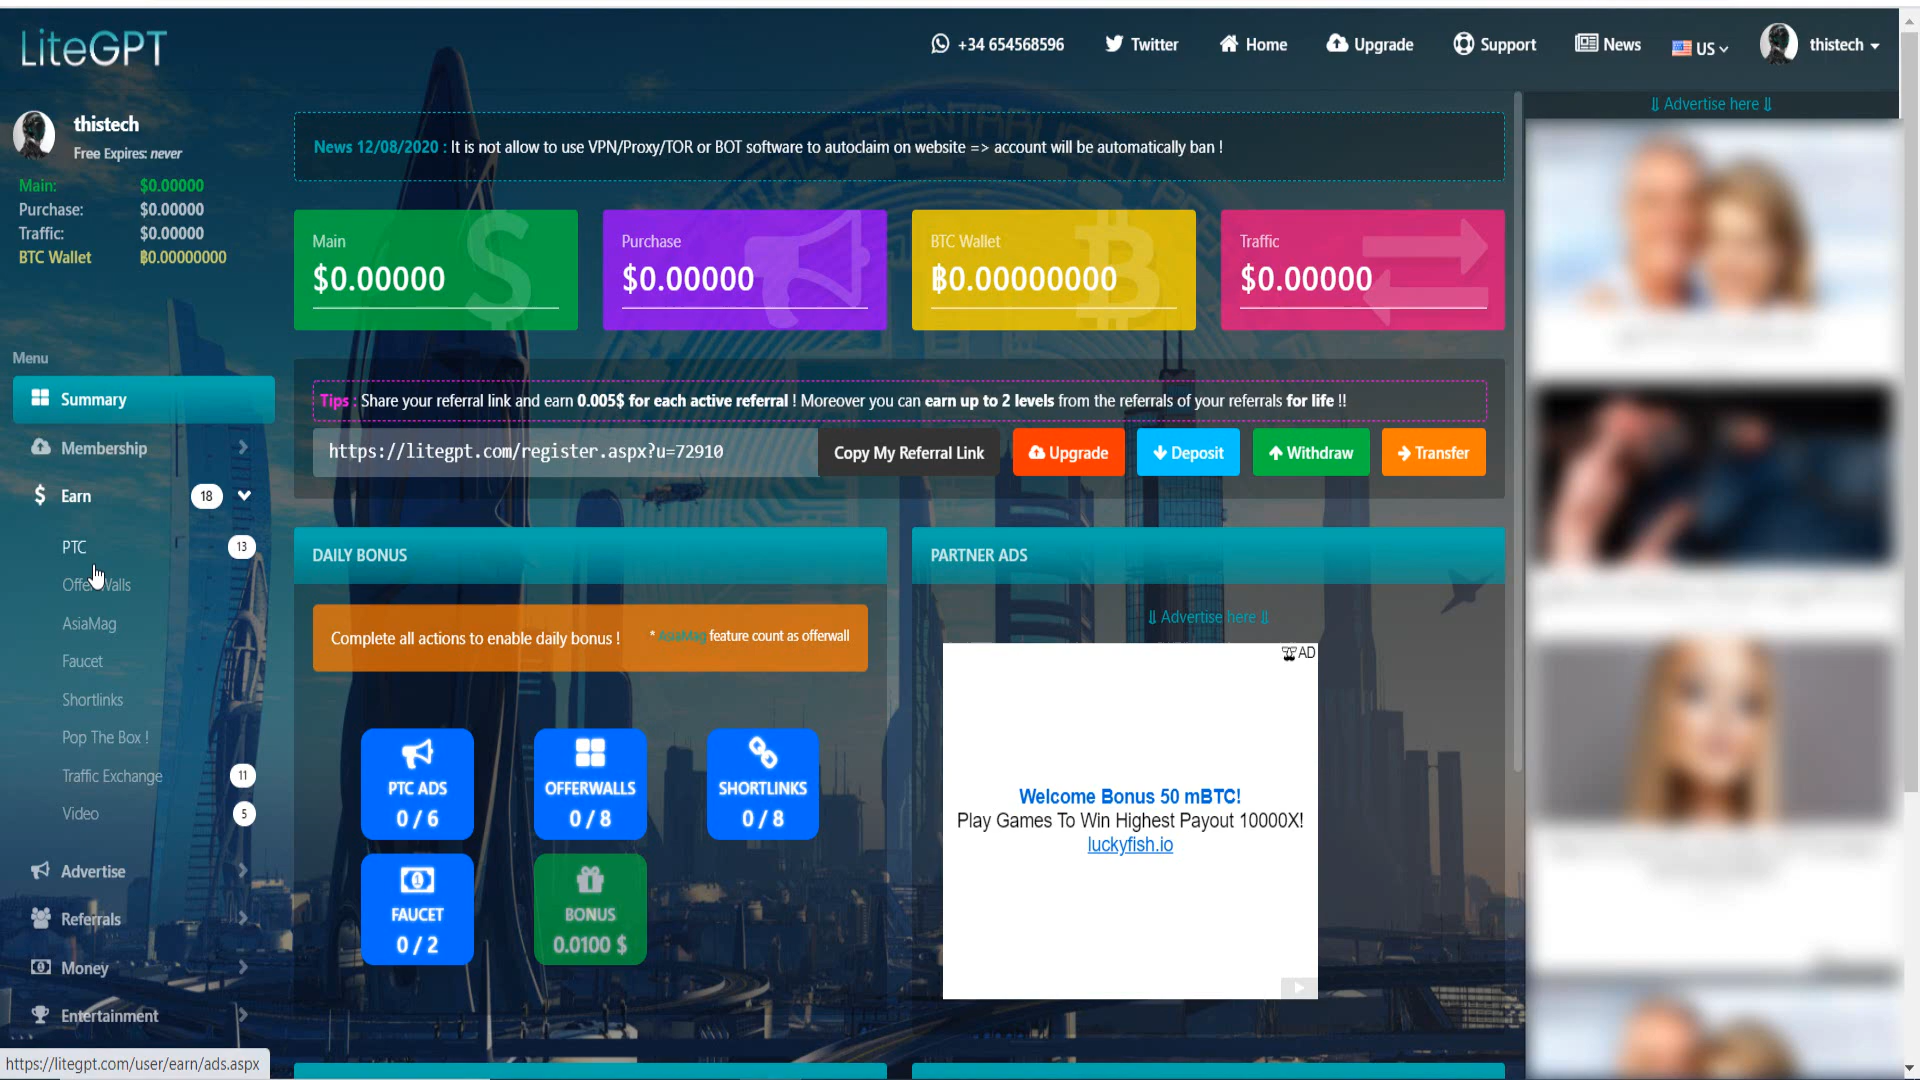 LiteGPT
+34 654568596
Twitter
Home
Upgrade
Support
News
US
thistech
thistech
Free Expires: never
Main: $0.00000
Purchase: $0.00000
Traffic: $0.00000
BTC Wallet ฿0.00000000
Menu
Summary
Membership
Earn 18
PTC 13
OfferWalls
AsiaMag
Faucet
Shortlinks
Pop The Box !
Traffic Exchange 11
Video 5
Advertise
Referrals
Money
Entertainment
https://litegpt.com/user/earn/ads.aspx
News 12/08/2020 : It is not allow to use VPN/Proxy/TOR or BOT software to autoclaim on website => account will be automatically ban !
Main
$0.00000
Purchase
$0.00000
BTC Wallet
฿0.00000000
Traffic
$0.00000
Tips : Share your referral link and earn 0.005$ for each active referral ! Moreover you can earn up to 2 levels from the referrals of your referrals for life !!
https://litegpt.com/register.aspx?u=72910
Copy My Referral Link
Upgrade
Deposit
Withdraw
Transfer
DAILY BONUS
Complete all actions to enable daily bonus !
* AsiaMag feature count as offerwall
PTC ADS
0 / 6
OFFERWALLS
0 / 8
SHORTLINKS
0 / 8
FAUCET
0 / 2
BONUS
0.0100 $
PARTNER ADS
⇓ Advertise here ⇓
AD
Welcome Bonus 50 mBTC!
Play Games To Win Highest Payout 10000X!
luckyfish.io
⇓ Advertise here ⇓